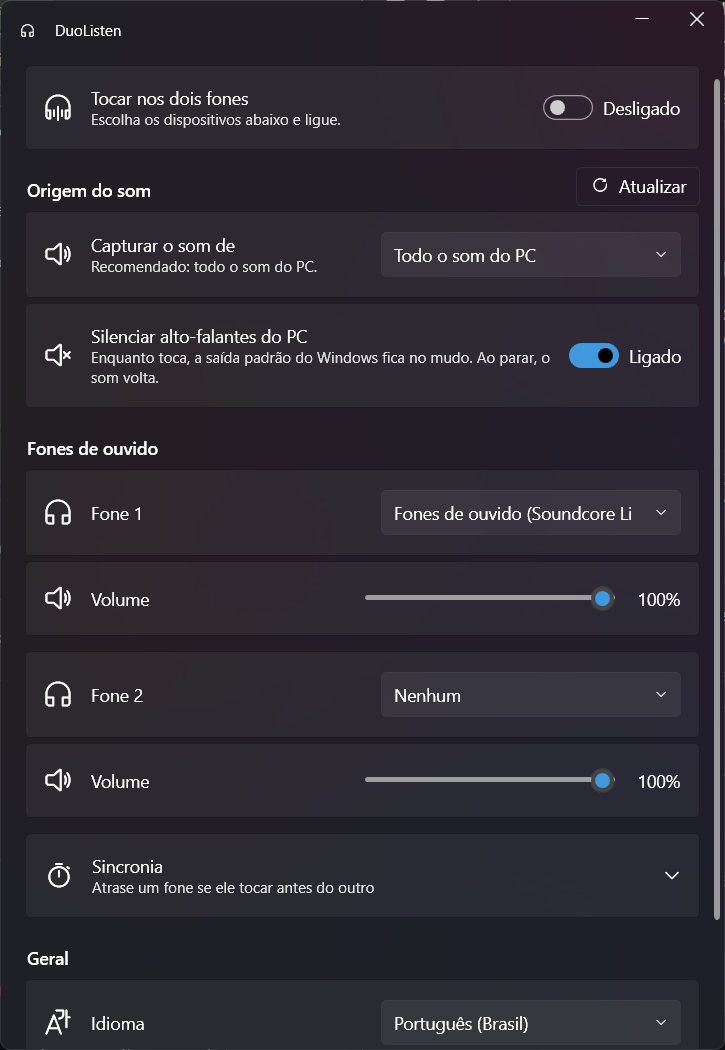 DuoListen
Tocar nos dois fones
Escolha os dispositivos abaixo e ligue.
Desligado
Origem do som
Atualizar
Capturar o som de
Recomendado: todo o som do PC.
Todo o som do PC
Silenciar alto-falantes do PC
Enquanto toca, a saída padrão do Windows fica no mudo. Ao parar, o
som volta.
Ligado
Fones de ouvido
Fone 1
Fones de ouvido (Soundcore Li
Volume
100%
Fone 2
Nenhum
Volume
100%
Sincronia
Atrase um fone se ele tocar antes do outro
Geral
Idioma
Português (Brasil)